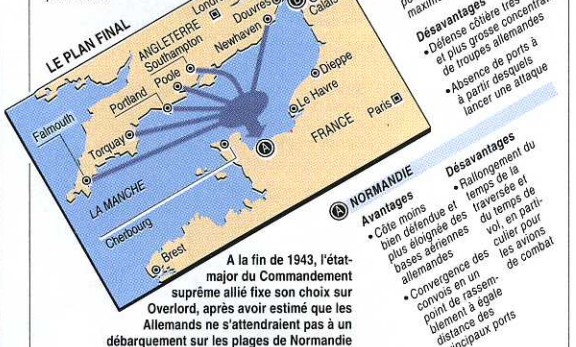 LE PLAN FINAL
ANGLETERRE
Southampton
Douvres
Newhaven
Poole
Portland
Falmouth
Torquay
Dieppe
Le Havre
Paris
FRANCE
LA MANCHE
Cherbourg
Brest
A
A
Désavantages
• Défense côtière très
et plus grosse concentrat
de troupes allemandes
• Absence de ports à
à partir desquels
lancer une attaque
A NORMANDIE
Avantages
• Côte moins
bien défendue et
plus éloignée des
bases aériennes
allemandes
• Convergence des
convois en un
point de rassem-
blement à égale
distance des
principaux ports
Désavantages
• Rallongement du
temps de la
traversée et
du temps de
vol, en parti-
culier pour
les avions
de combat
A la fin de 1943, l'état-
major du Commandement
suprême allié fixe son choix sur
Overlord, après avoir estimé que les
Allemands ne s'attendraient pas à un
débarquement sur les plages de Normandie